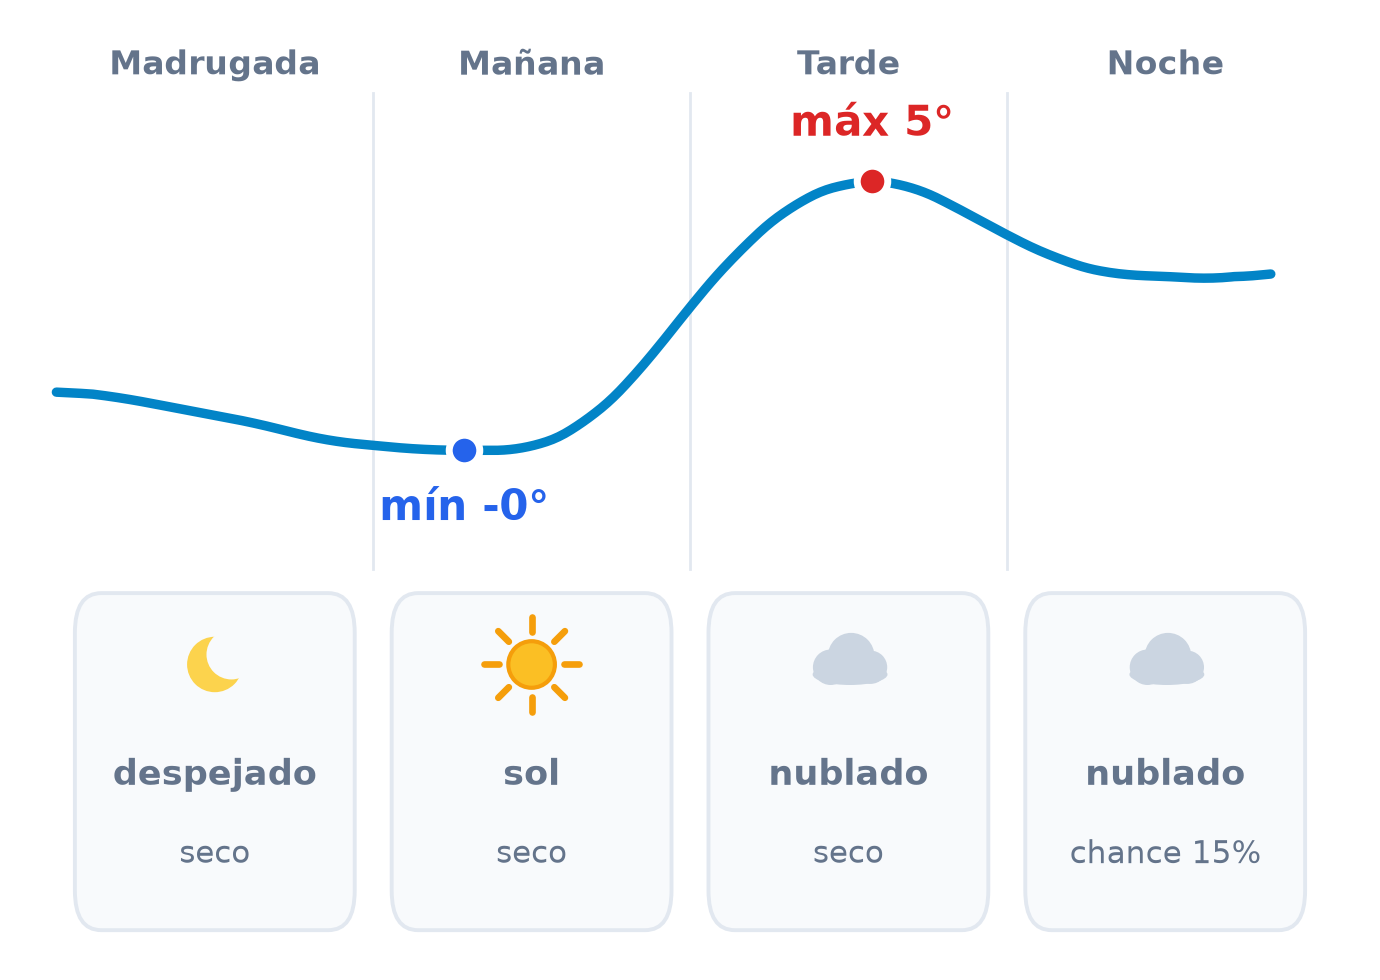 Madrugada
Mañana
Tarde
Noche
máx 5°
mín -0°
despejado
sol
nublado
nublado
seco
seco
seco
chance 15%